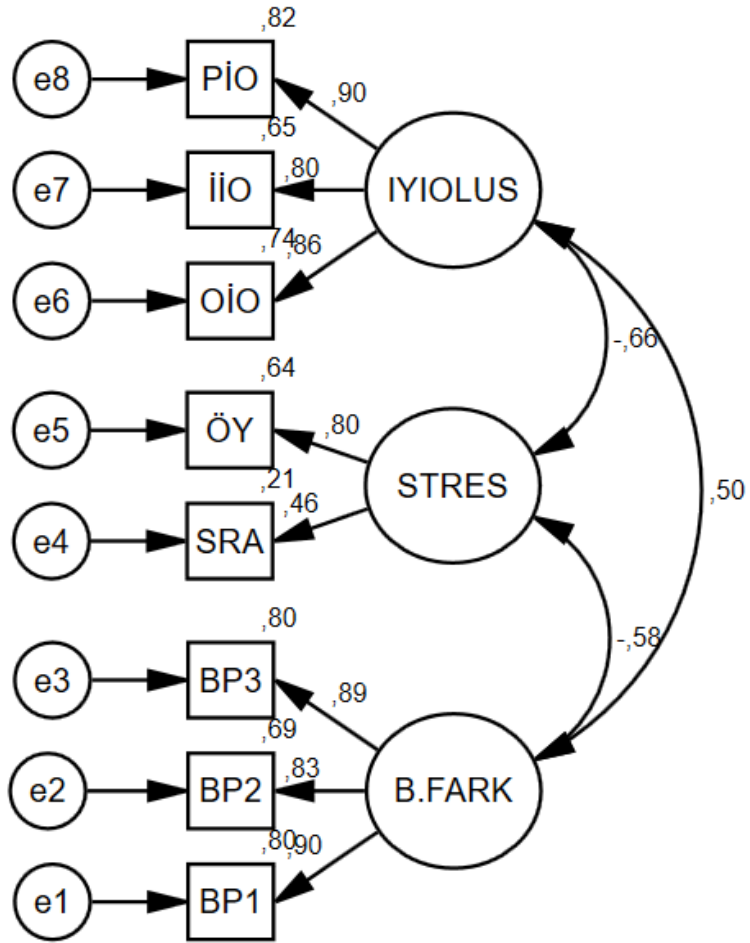 ,82
e8
PİO
,90
,65
e7
İİO
,80
IYIOLUS
,74
,86
e6
OİO
-,66
,64
e5
ÖY
,80
STRES
,50
,21
,46
e4
SRA
-,58
,80
e3
BP3
,89
,69
e2
BP2
,83
B.FARK
,80
,90
e1
BP1